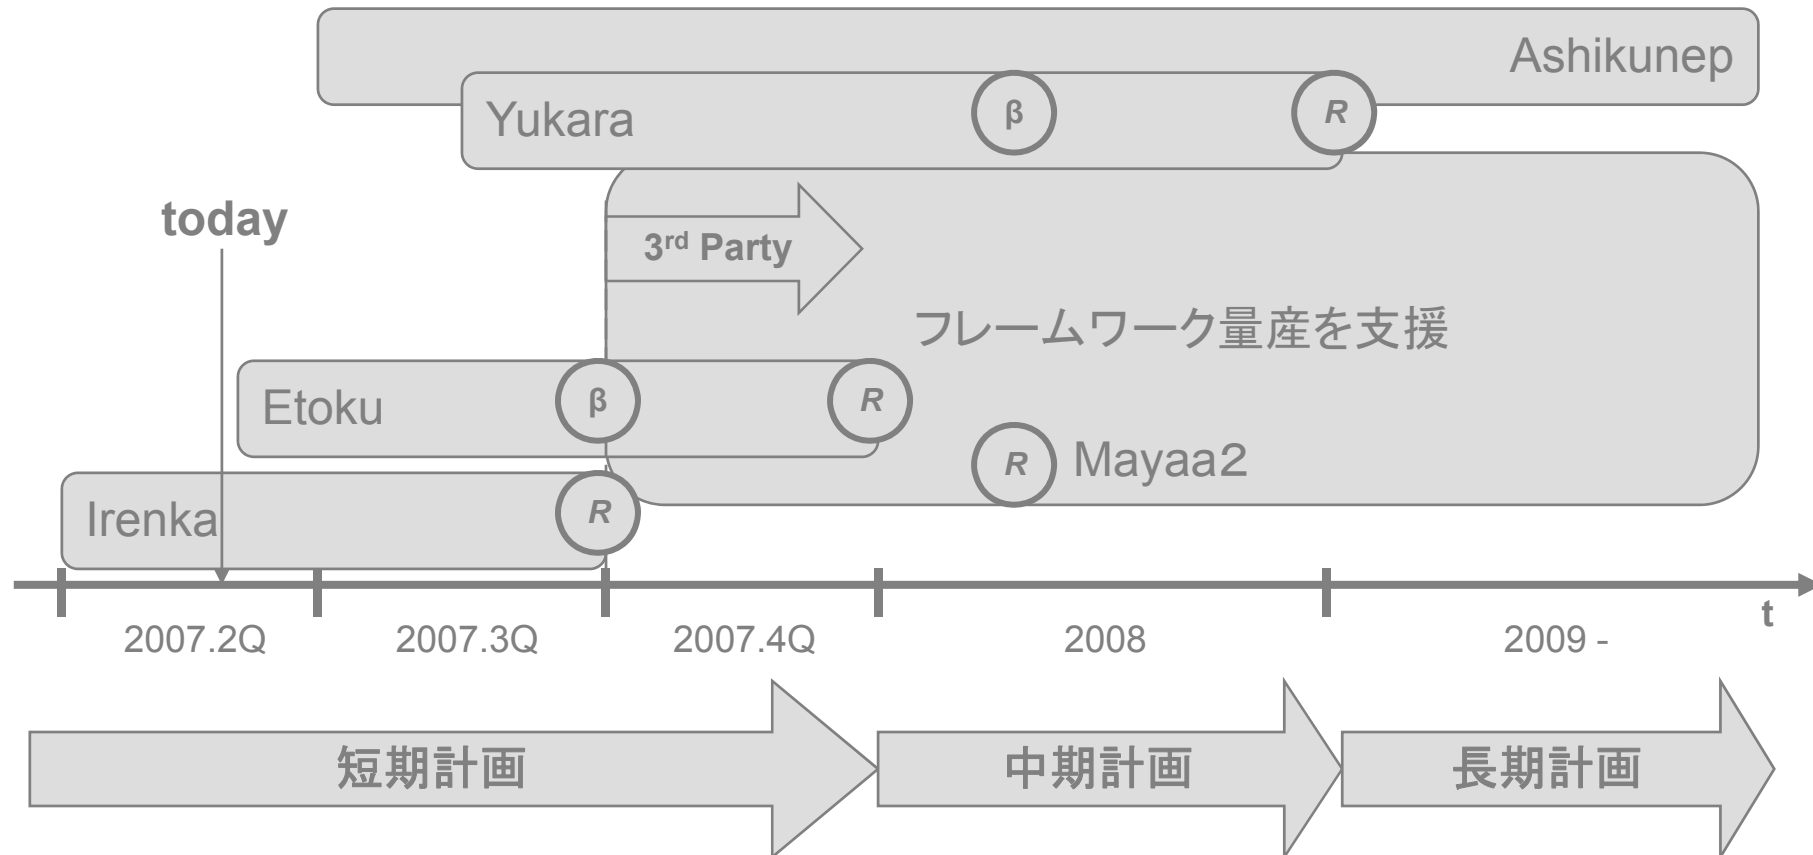 Ashikunep
Yukara
β
R
today
3rd Party
フレームワーク量産を支援
Etoku
β
R
R
Mayaa２
Irenka
R
t
2007.2Q
2007.3Q
2007.4Q
2008
2009 -
短期計画
中期計画
長期計画